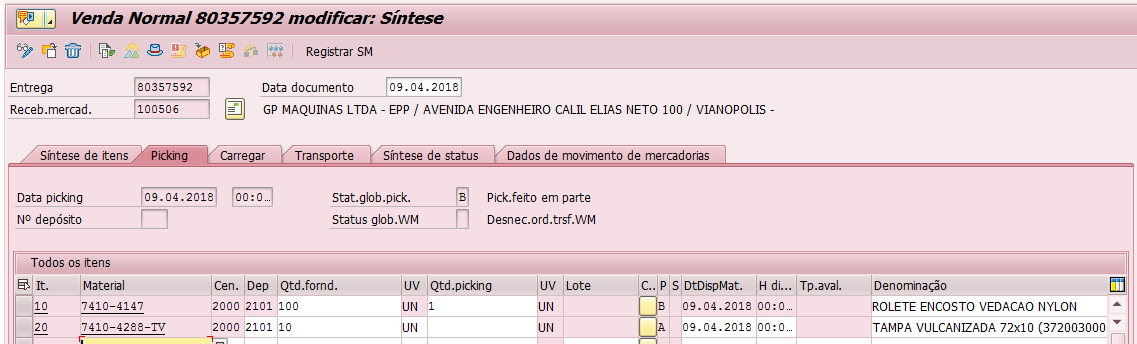 Venda Normal 80357592 modificar: Síntese
Registrar SM
Entrega 80357592 Data documento 09.04.2018
Receb.mercad. 100506 GP MAQUINAS LTDA - EPP / AVENIDA ENGENHEIRO CALIL ELIAS NETO 100 / VIANOPOLIS -
Síntese de itens Picking Carregar Transporte Síntese de status Dados de movimento de mercadorias
Data picking 09.04.2018 00:0… Stat.glob.pick. B Pick.feito em parte
Nº depósito Status glob.WM Desnec.ord.trsf.WM
Todos os itens
It. Material Cen. Dep Qtd.fornd. UV Qtd.picking UV Lote C.. P S DtDispMat. H di... Tp.aval. Denominação
10 7410-4147 2000 2101 100 UN 1 UN B 09.04.2018 00:0… ROLETE ENCOSTO VEDACAO NYLON
20 7410-4288-TV 2000 2101 10 UN UN A 09.04.2018 00:0… TAMPA VULCANIZADA 72x10 (372003000